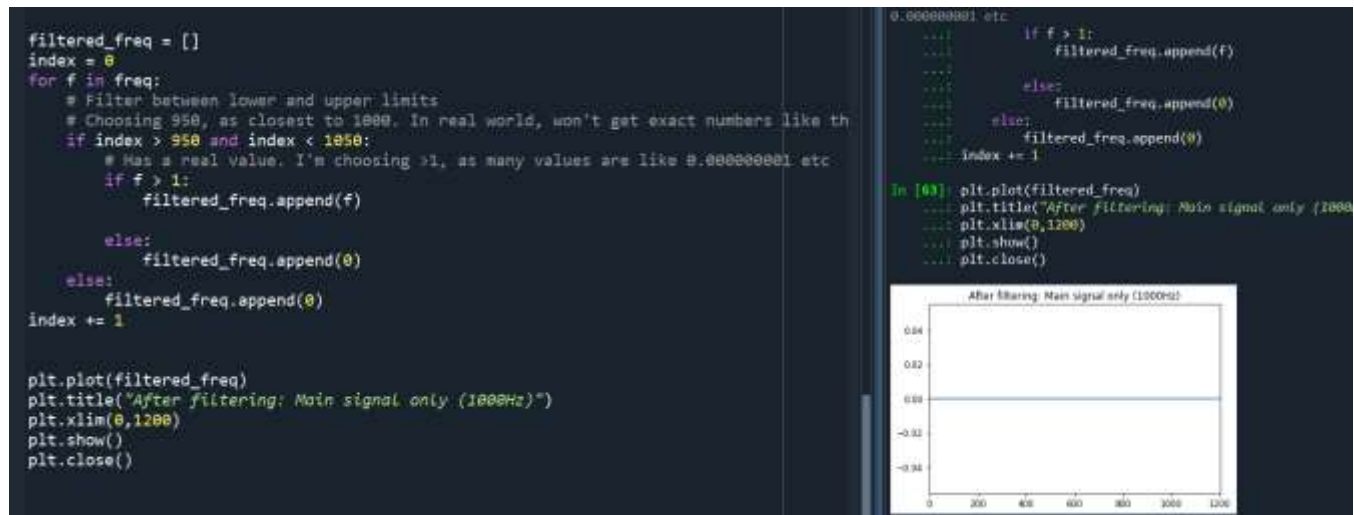 filtered_freq = []
index = 0
for f in freq:
# Filter between lower and upper limits
# Choosing 950, as closest to 1000. In real world, won't get exact numbers like th
if index > 950 and index < 1050:
# Has a real value. I'm choosing >1, as many values are like 0.000000001 etc
if f > 1:
filtered_freq.append(f)
else:
filtered_freq.append(0)
else:
filtered_freq.append(0)
index += 1
plt.plot(filtered_freq)
plt.title("After filtering: Main signal only (1000Hz)")
plt.xlim(0,1200)
plt.show()
plt.close()
0.000000001 etc
...: if f > 1:
...: filtered_freq.append(f)
...:
...: else:
...: filtered_freq.append(0)
...: else:
...: filtered_freq.append(0)
...: index += 1
In [63]: plt.plot(filtered_freq)
...: plt.title("After filtering: Main signal only (1000
...: plt.xlim(0,1200)
...: plt.show()
...: plt.close()
After filtering: Main signal only (1000Hz)
0.04
0.02
0.00
-0.02
-0.04
0 200 400 600 800 1000 1200